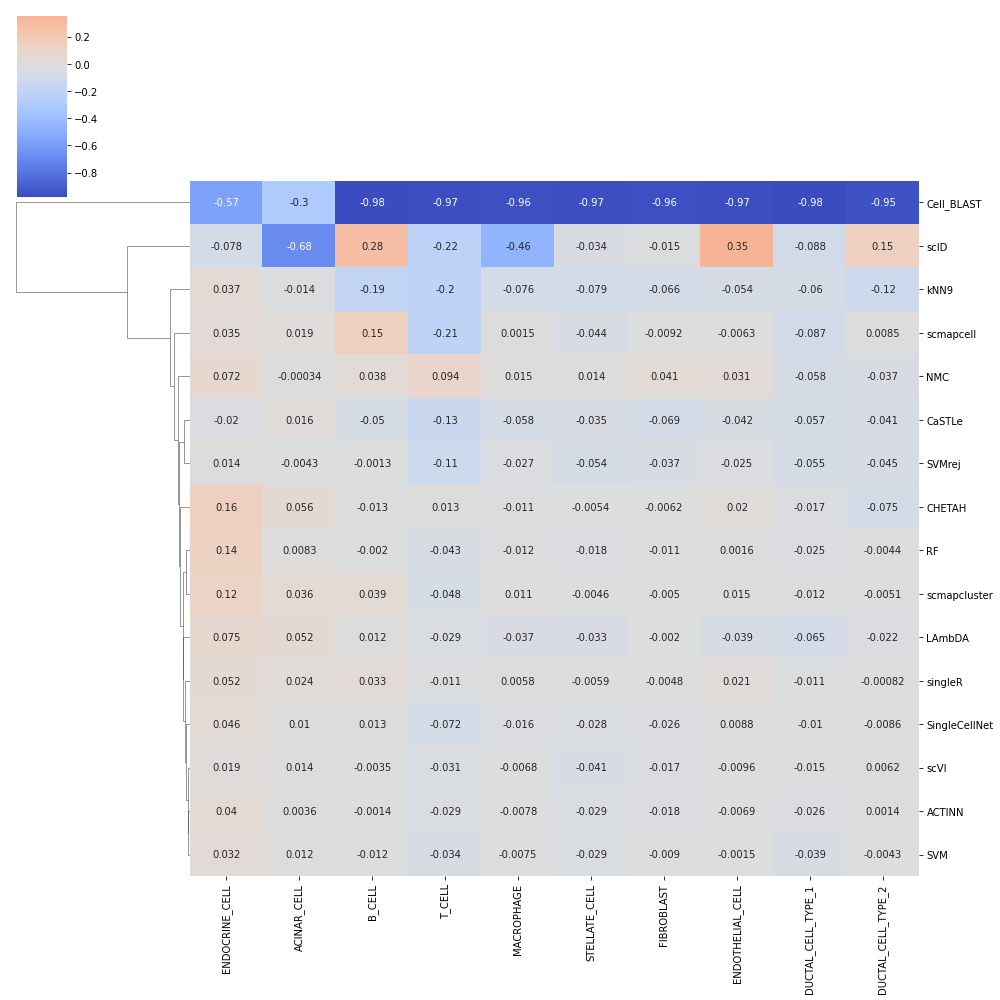 0.2
0.0
−0.2
−0.4
−0.6
−0.8
-0.57 -0.3 -0.98 -0.97 -0.96 -0.97 -0.96 -0.97 -0.98 -0.95 Cell_BLAST
-0.078 -0.68 0.28 -0.22 -0.46 -0.034 -0.015 0.35 -0.088 0.15 scID
0.037 -0.014 -0.19 -0.2 -0.076 -0.079 -0.066 -0.054 -0.06 -0.12 kNN9
0.035 0.019 0.15 -0.21 0.0015 -0.044 -0.0092 -0.0063 -0.087 0.0085 scmapcell
0.072 -0.00034 0.038 0.094 0.015 0.014 0.041 0.031 -0.058 -0.037 NMC
-0.02 0.016 -0.05 -0.13 -0.058 -0.035 -0.069 -0.042 -0.057 -0.041 CaSTLe
0.014 -0.0043 -0.0013 -0.11 -0.027 -0.054 -0.037 -0.025 -0.055 -0.045 SVMrej
0.16 0.056 -0.013 0.013 -0.011 -0.0054 -0.0062 0.02 -0.017 -0.075 CHETAH
0.14 0.0083 -0.002 -0.043 -0.012 -0.018 -0.011 0.0016 -0.025 -0.0044 RF
0.12 0.036 0.039 -0.048 0.011 -0.0046 -0.005 0.015 -0.012 -0.0051 scmapcluster
0.075 0.052 0.012 -0.029 -0.037 -0.033 -0.002 -0.039 -0.065 -0.022 LAmbDA
0.052 0.024 0.033 -0.011 0.0058 -0.0059 -0.0048 0.021 -0.011 -0.00082 singleR
0.046 0.01 0.013 -0.072 -0.016 -0.028 -0.026 0.0088 -0.01 -0.0086 SingleCellNet
0.019 0.014 -0.0035 -0.031 -0.0068 -0.041 -0.017 -0.0096 -0.015 0.0062 scVI
0.04 0.0036 -0.0014 -0.029 -0.0078 -0.029 -0.018 -0.0069 -0.026 0.0014 ACTINN
0.032 0.012 -0.012 -0.034 -0.0075 -0.029 -0.009 -0.0015 -0.039 -0.0043 SVM
ENDOCRINE_CELL
ACINAR_CELL
B_CELL
T_CELL
MACROPHAGE
STELLATE_CELL
FIBROBLAST
ENDOTHELIAL_CELL
DUCTAL_CELL_TYPE_1
DUCTAL_CELL_TYPE_2